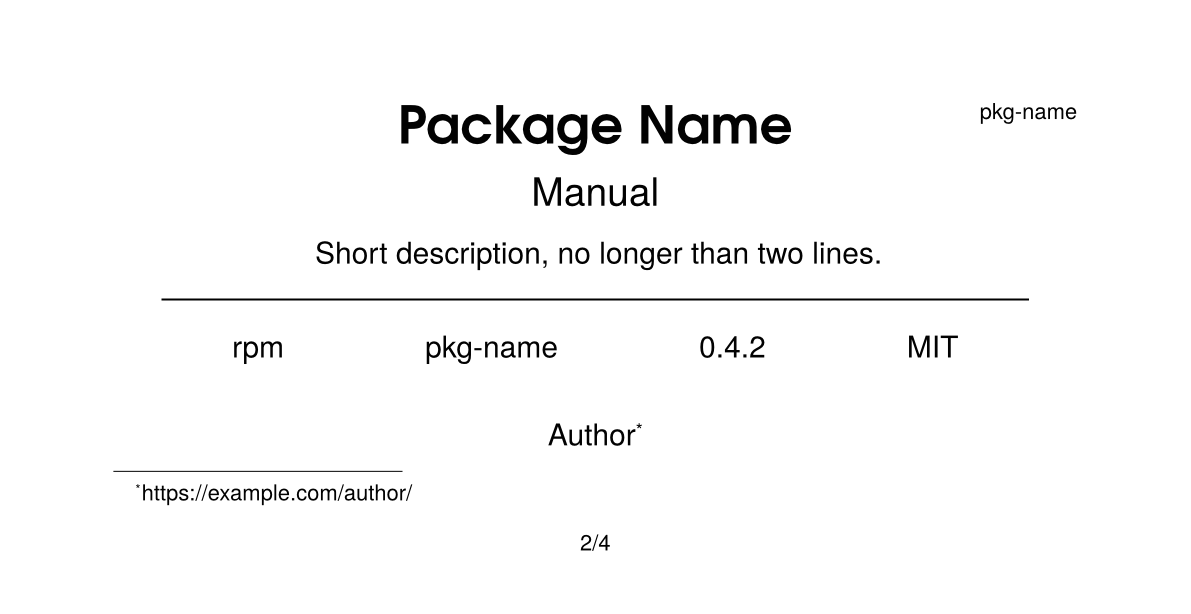 pkg-name
Package Name
Manual
Short description, no longer than two lines.
rpm pkg-name 0.4.2 MIT
Author*
*https://example.com/author/
2/4